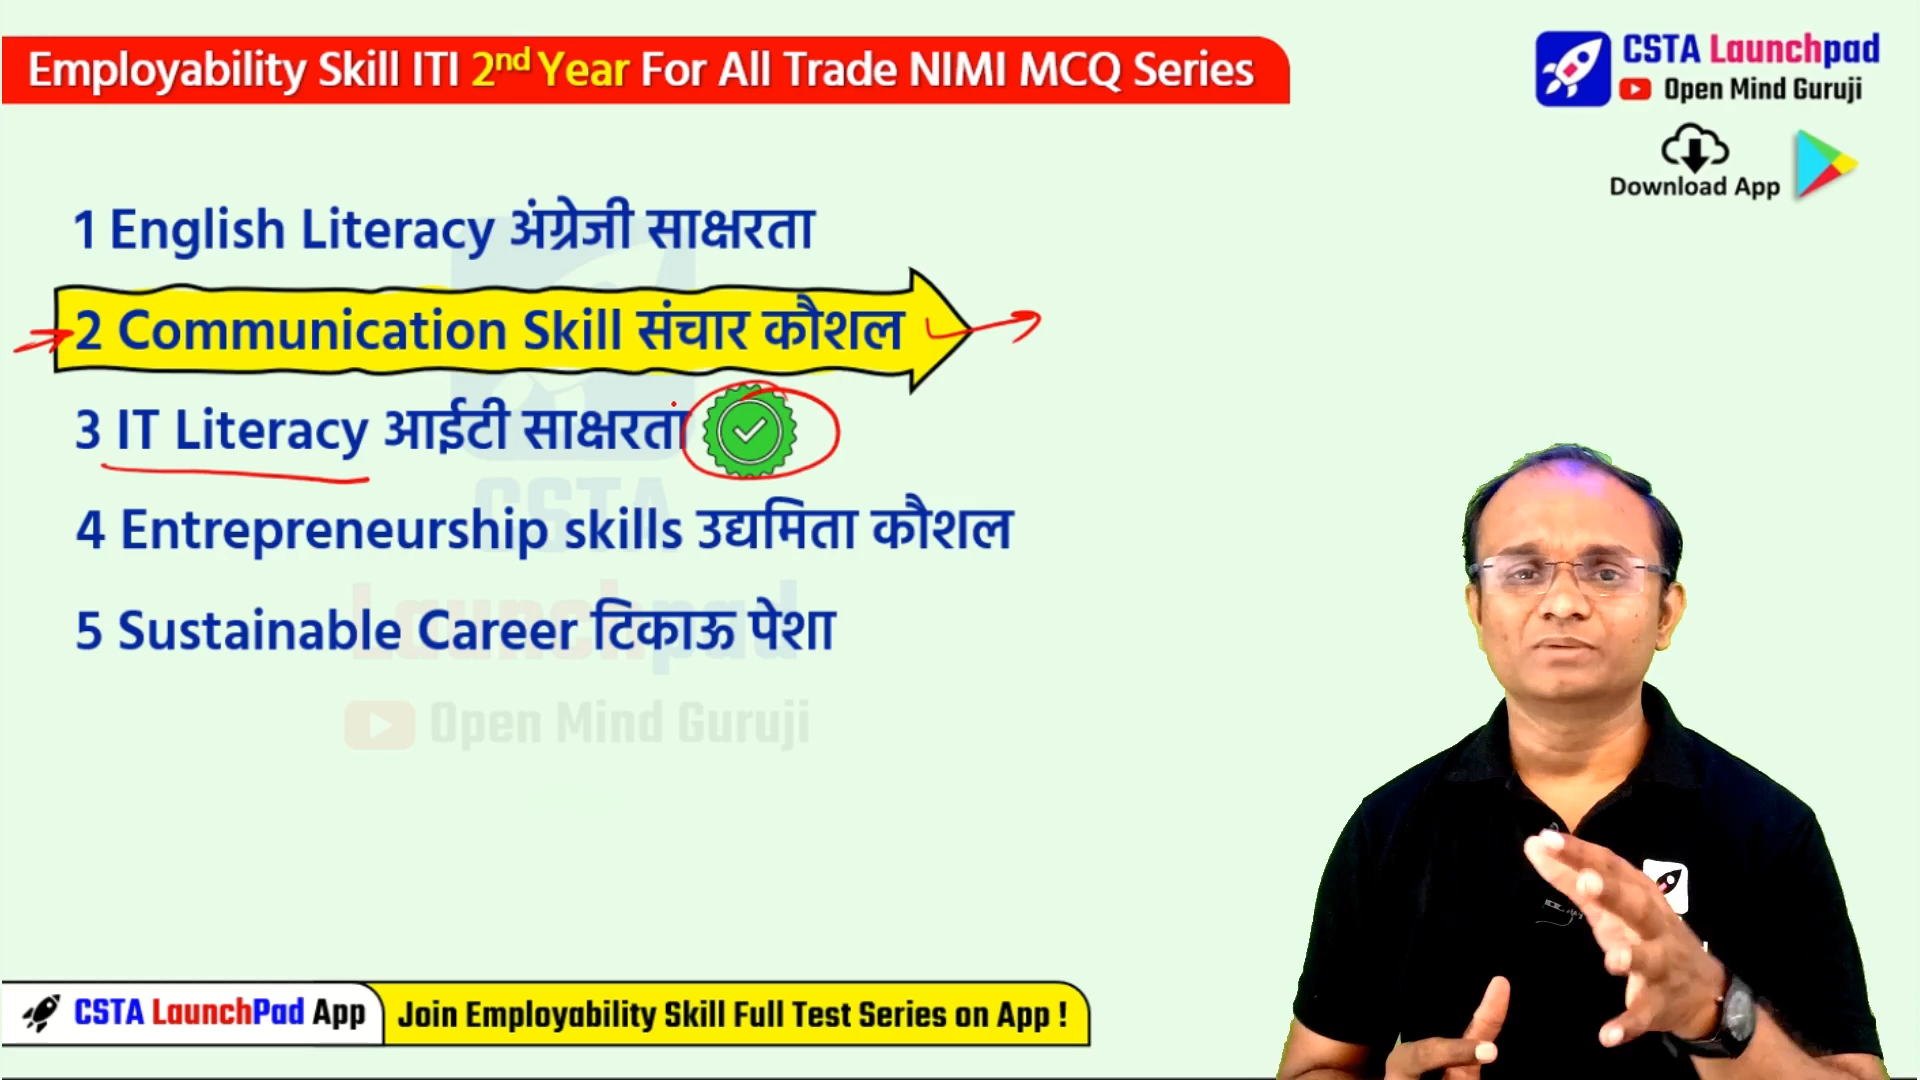 Employability Skill ITI 2nd Year For All Trade NIMI MCQ Series
CSTA Launchpad
Open Mind Guruji
Download App
1 English Literacy अंग्रेजी साक्षरता
2 Communication Skill संचार कौशल
3 IT Literacy आईटी साक्षरता
4 Entrepreneurship skills उद्यमिता कौशल
5 Sustainable Career टिकाऊ पेशा
CSTA
Launchpad
Open Mind Guruji
CSTA LaunchPad App
Join Employability Skill Full Test Series on App !